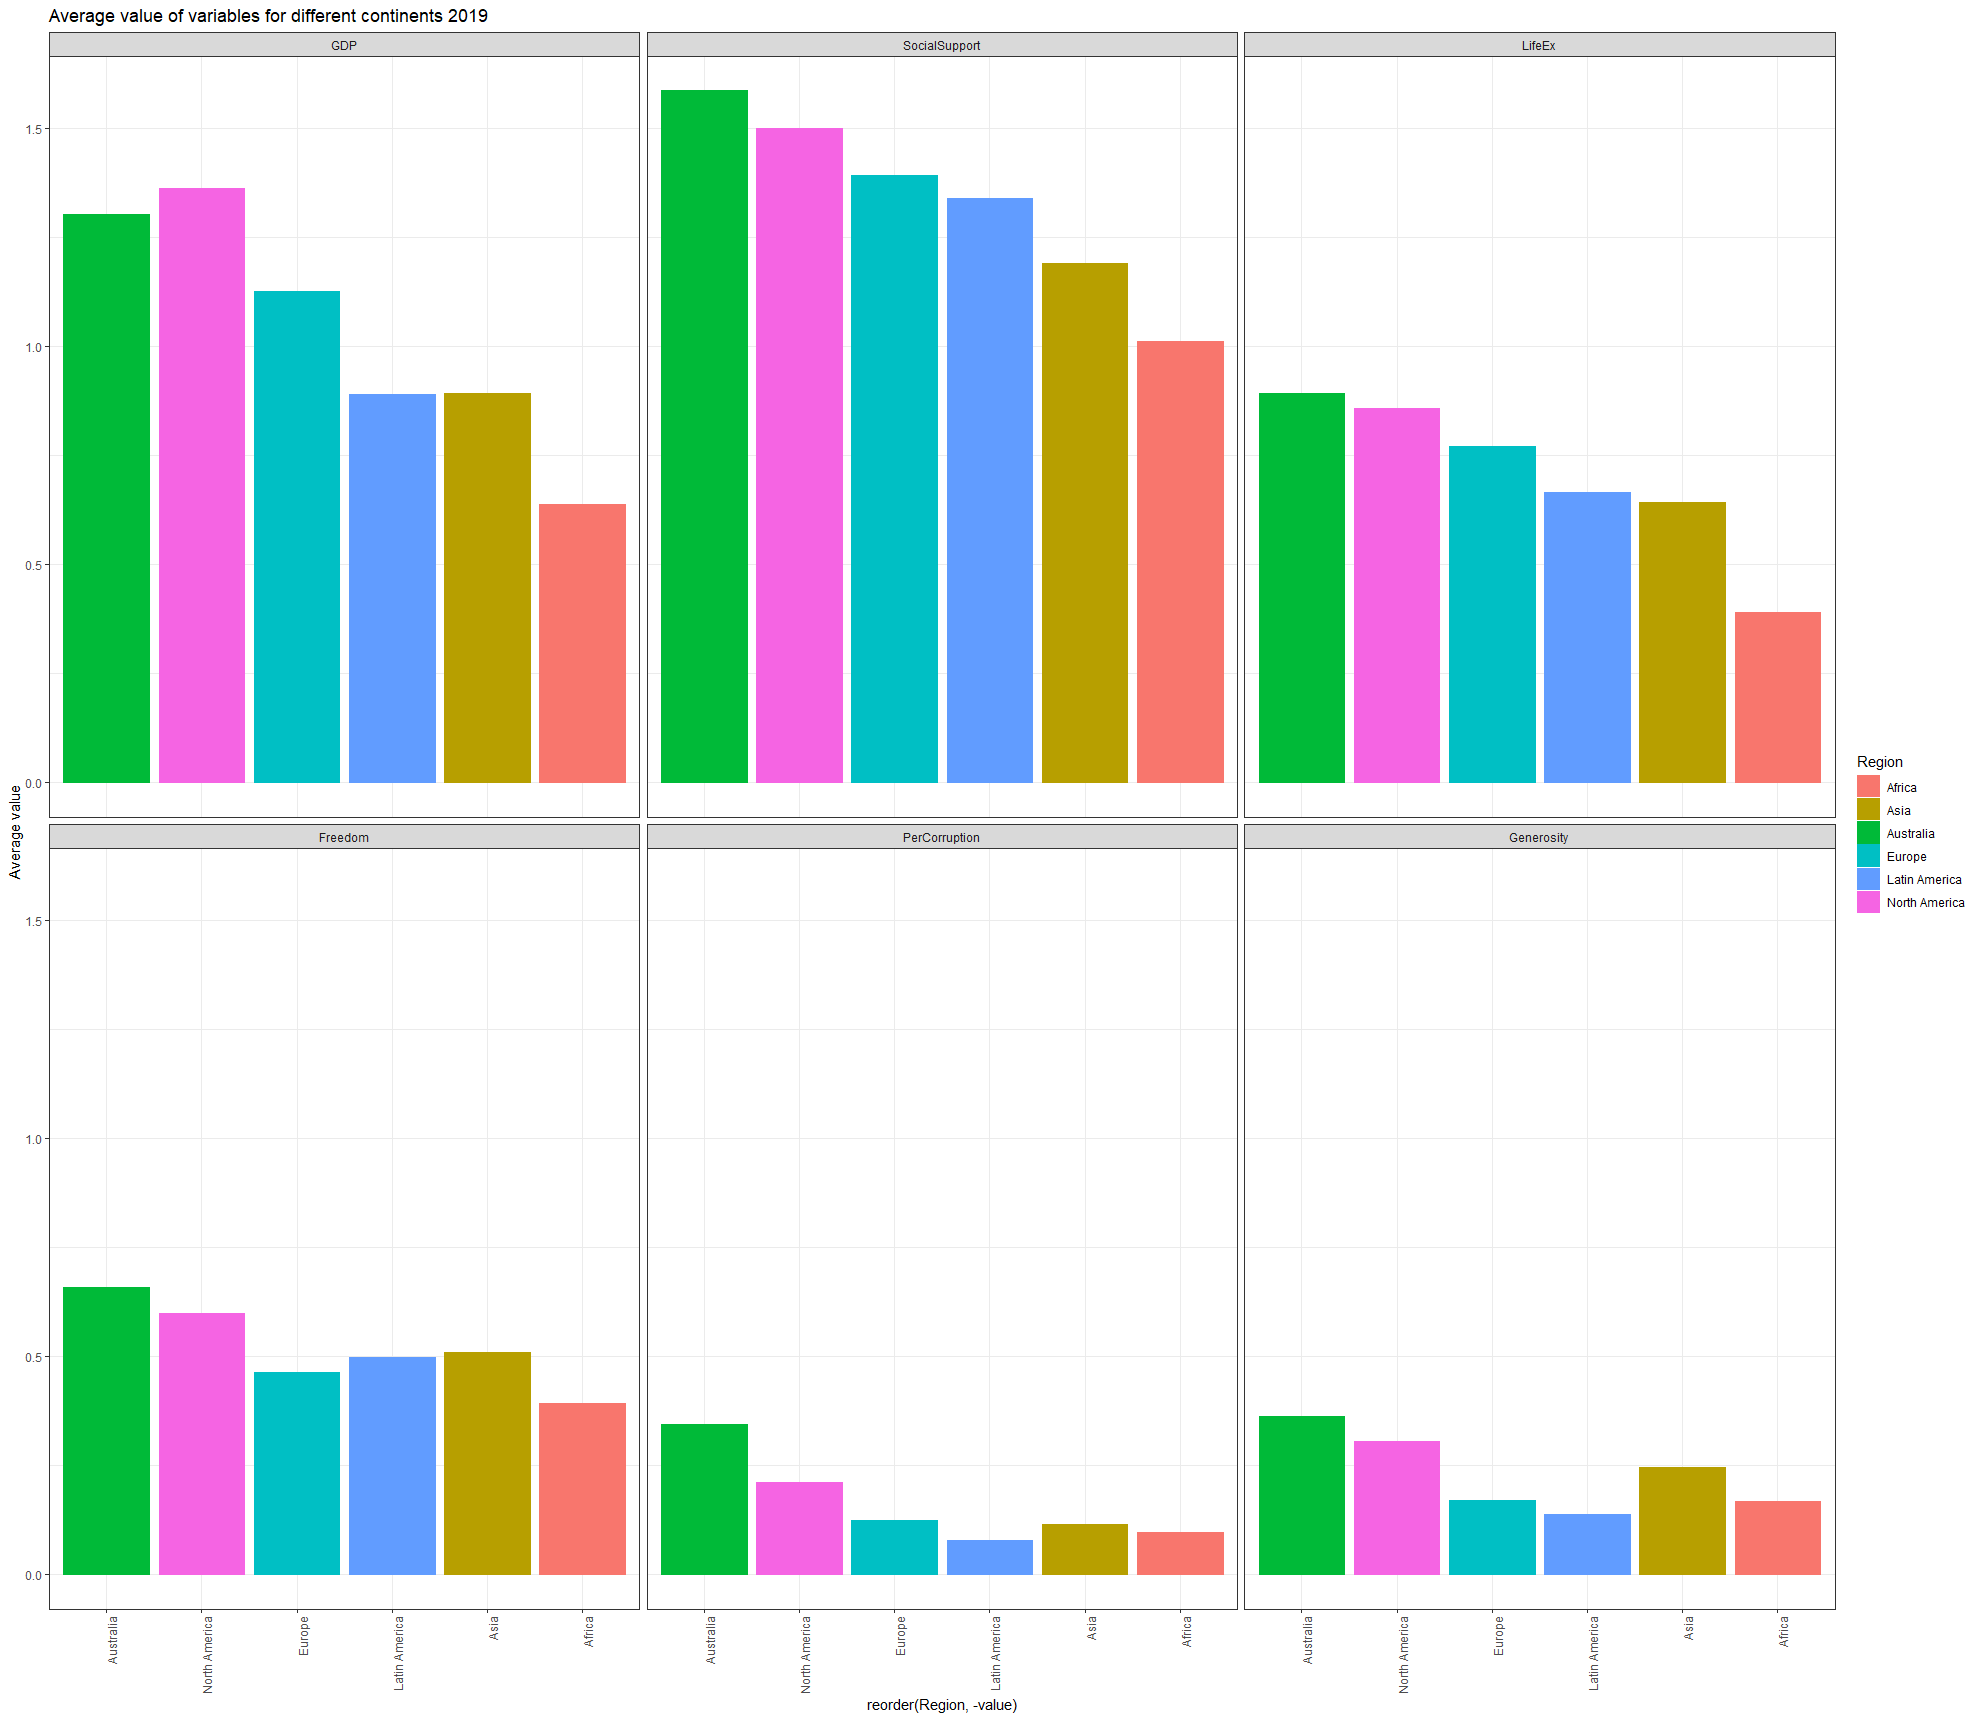 Average value of variables for different continents 2019
GDP
SocialSupport
LifeEx
1.5
1.0
0.5
0.0
Average value
Freedom
PerCorruption
Generosity
1.5
1.0
0.5
0.0
Australia
North America
Europe
Latin America
Asia
Africa
Australia
North America
Europe
Latin America
Asia
Africa
Australia
North America
Europe
Latin America
Asia
Africa
reorder(Region, -value)
Region
Africa
Asia
Australia
Europe
Latin America
North America